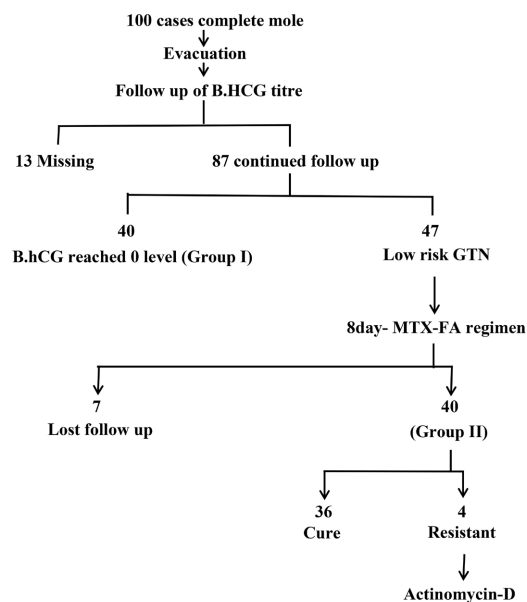 100 cases complete mole
Evacuation
Follow up of B.HCG titre
13 Missing
87 continued follow up
40
B.hCG reached 0 level (Group I)
47
Low risk GTN
8day- MTX-FA regimen
7
Lost follow up
40
(Group II)
36
Cure
4
Resistant
Actinomycin-D